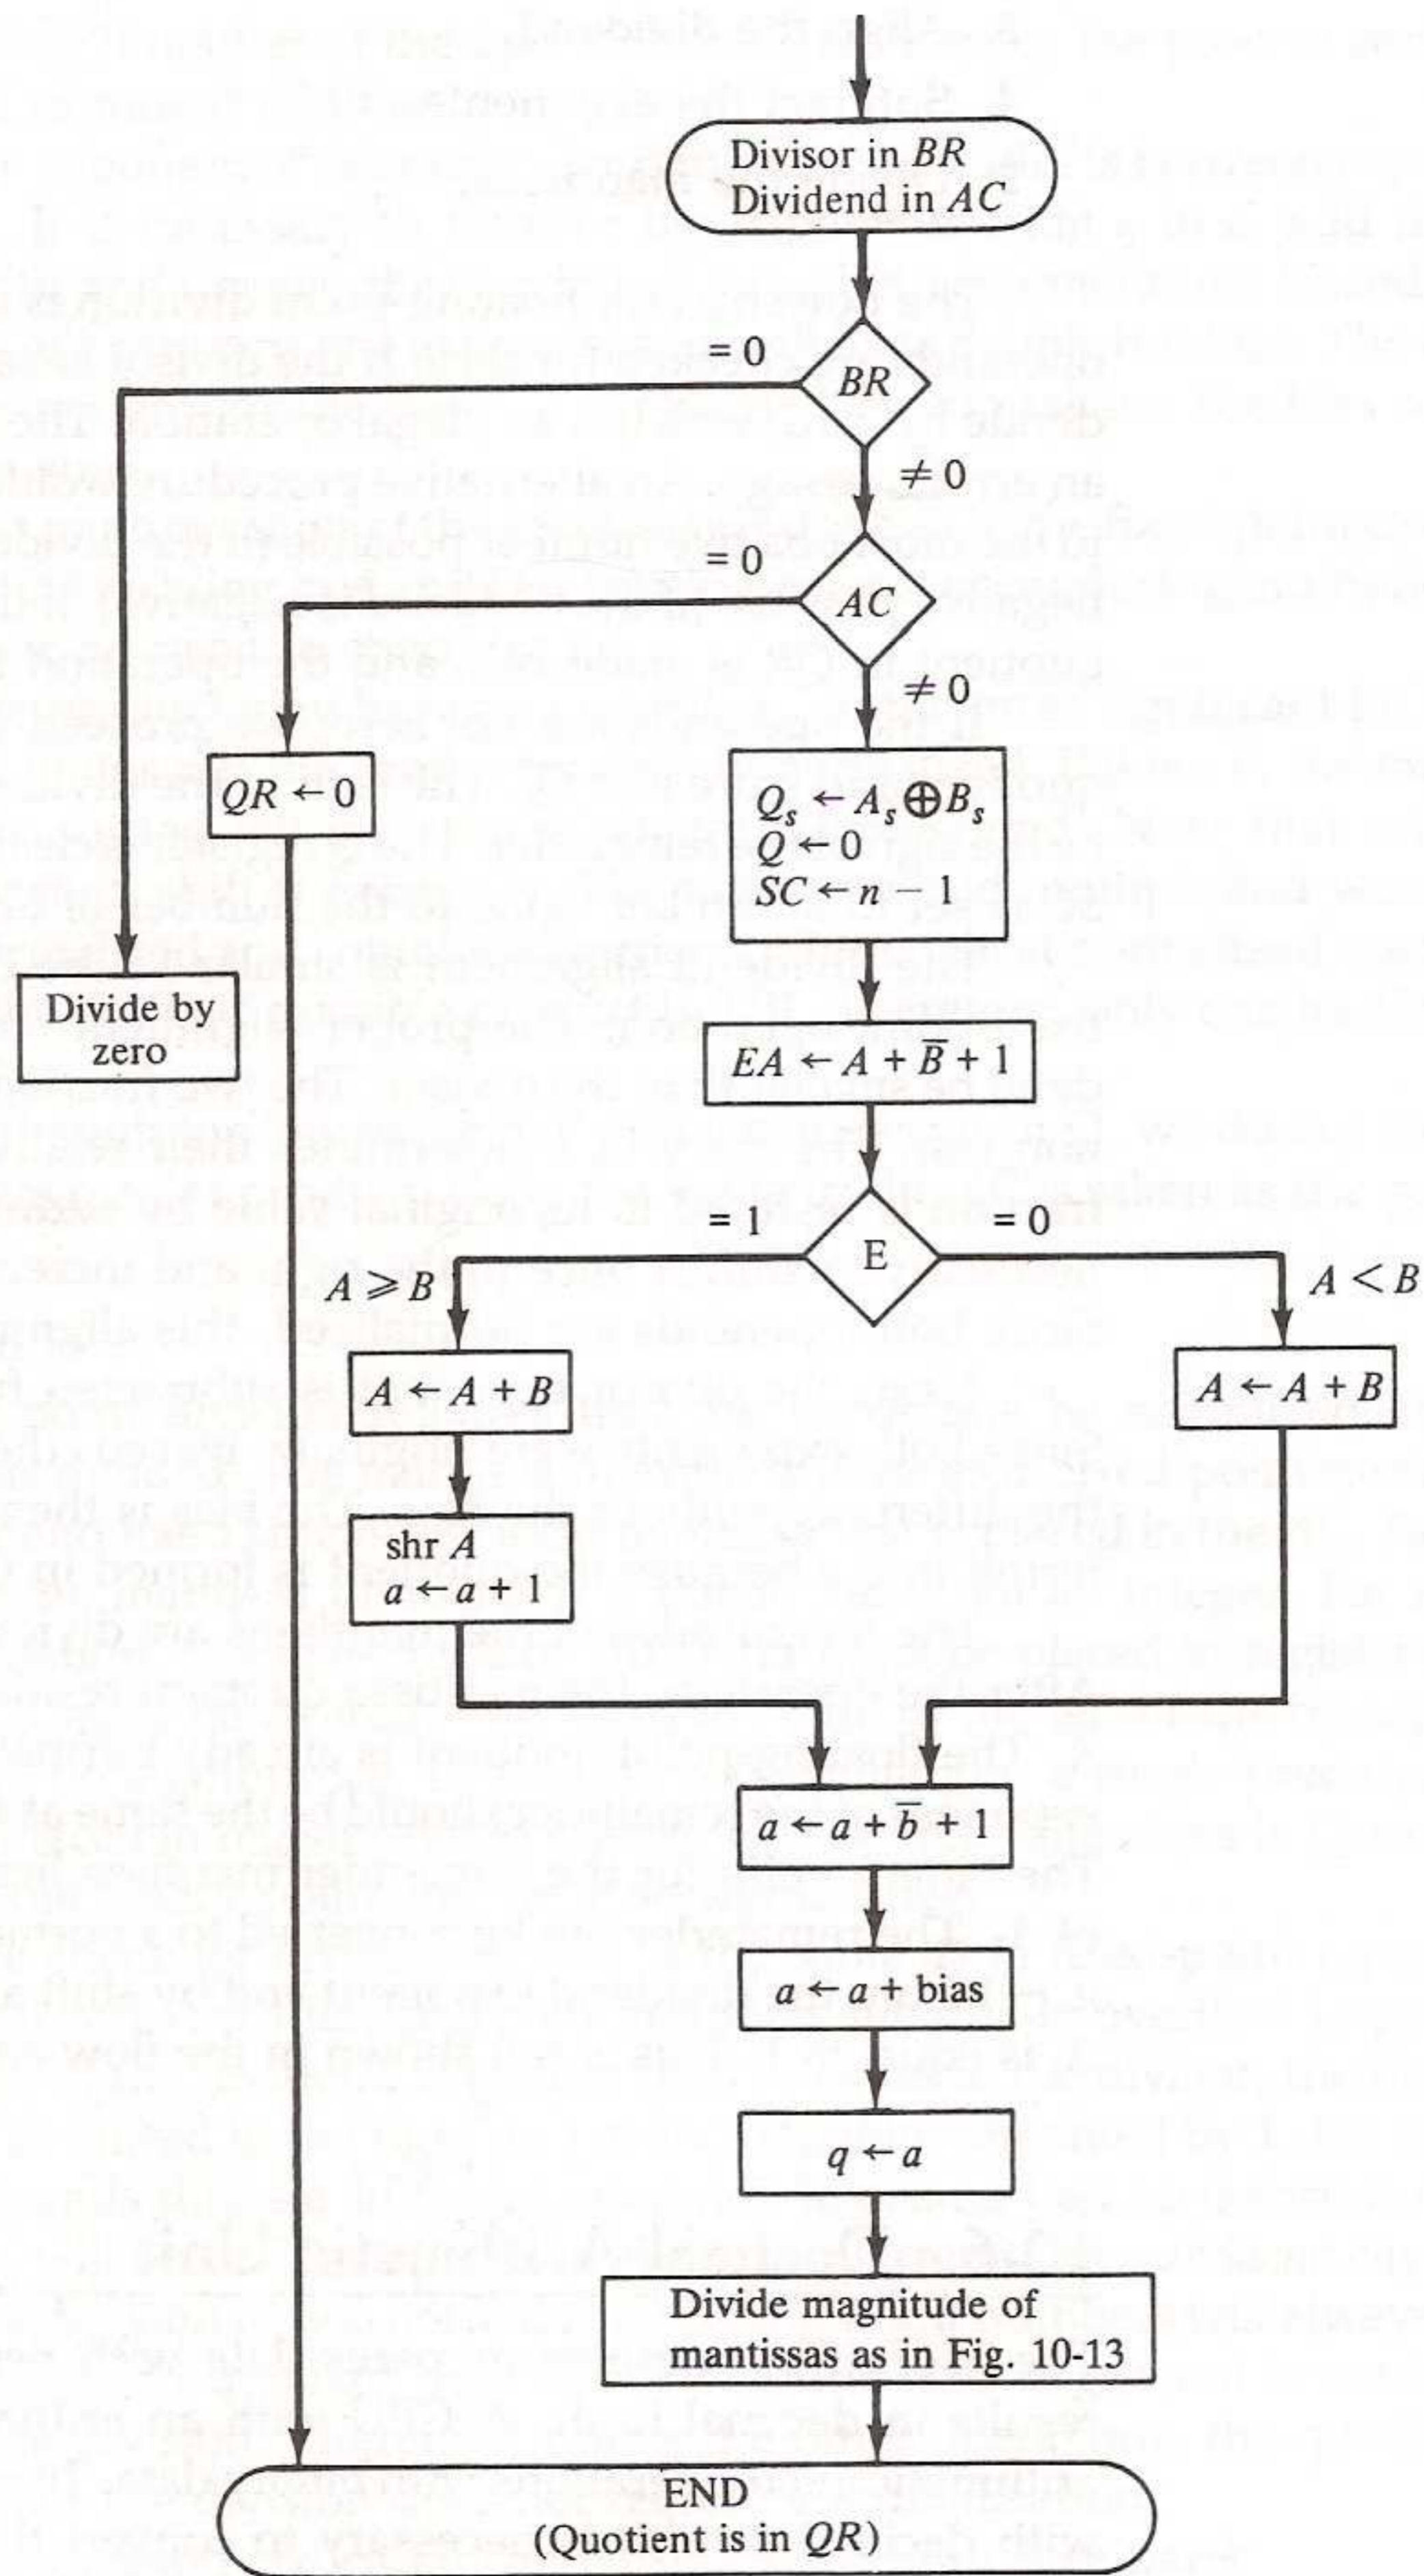 Divisor in BR
Dividend in AC
= 0
BR
≠ 0
= 0
AC
≠ 0
QR ← 0
Qs ← As ⊕ Bs
Q ← 0
SC ← n − 1
Divide by
zero
EA ← A + B̅ + 1
= 1
E
= 0
A ⩾ B
A < B
A ← A + B
A ← A + B
shr A
a ← a + 1
a ← a + b̅ + 1
a ← a + bias
q ← a
Divide magnitude of
mantissas as in Fig. 10-13
END
(Quotient is in QR)